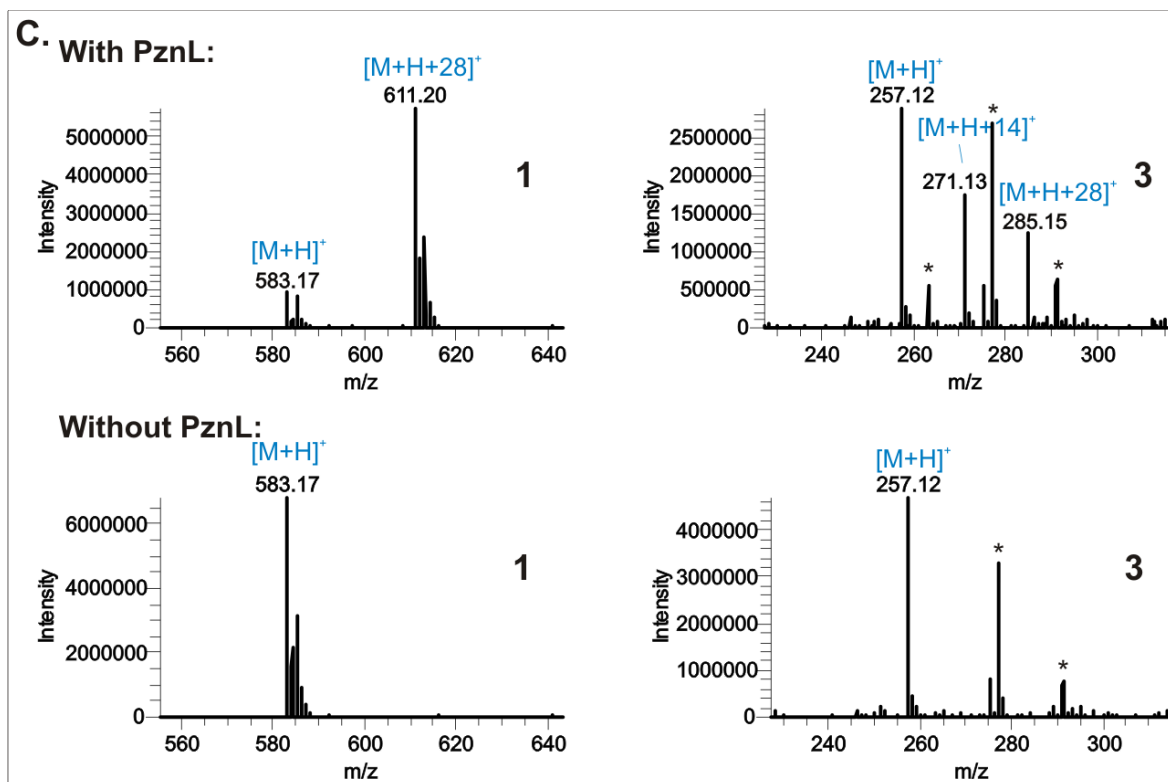 C.
With PznL:
[M+H+28]+
611.20
5000000
4000000
3000000
2000000
1000000
0
Intensity
[M+H]+
583.17
1
560 580 600 620 640
m/z
[M+H]+
257.12
*
[M+H+14]+
271.13
[M+H+28]+
285.15
3
2500000
2000000
1500000
1000000
500000
0
Intensity
*
*
240 260 280 300
m/z
Without PznL:
[M+H]+
583.17
6000000
4000000
2000000
0
Intensity
1
560 580 600 620 640
m/z
[M+H]+
257.12
4000000
3000000
2000000
1000000
0
Intensity
*
*
3
240 260 280 300
m/z